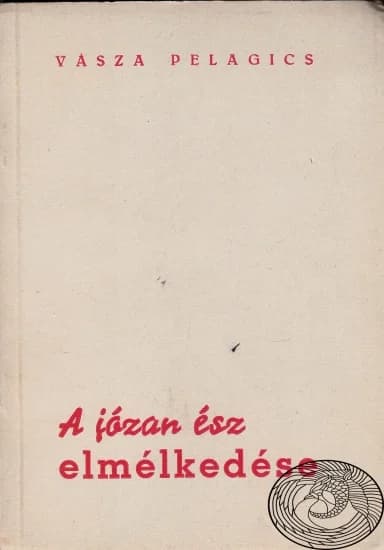 VÁSZA PELAGICS
A józan ész
elmélkedése